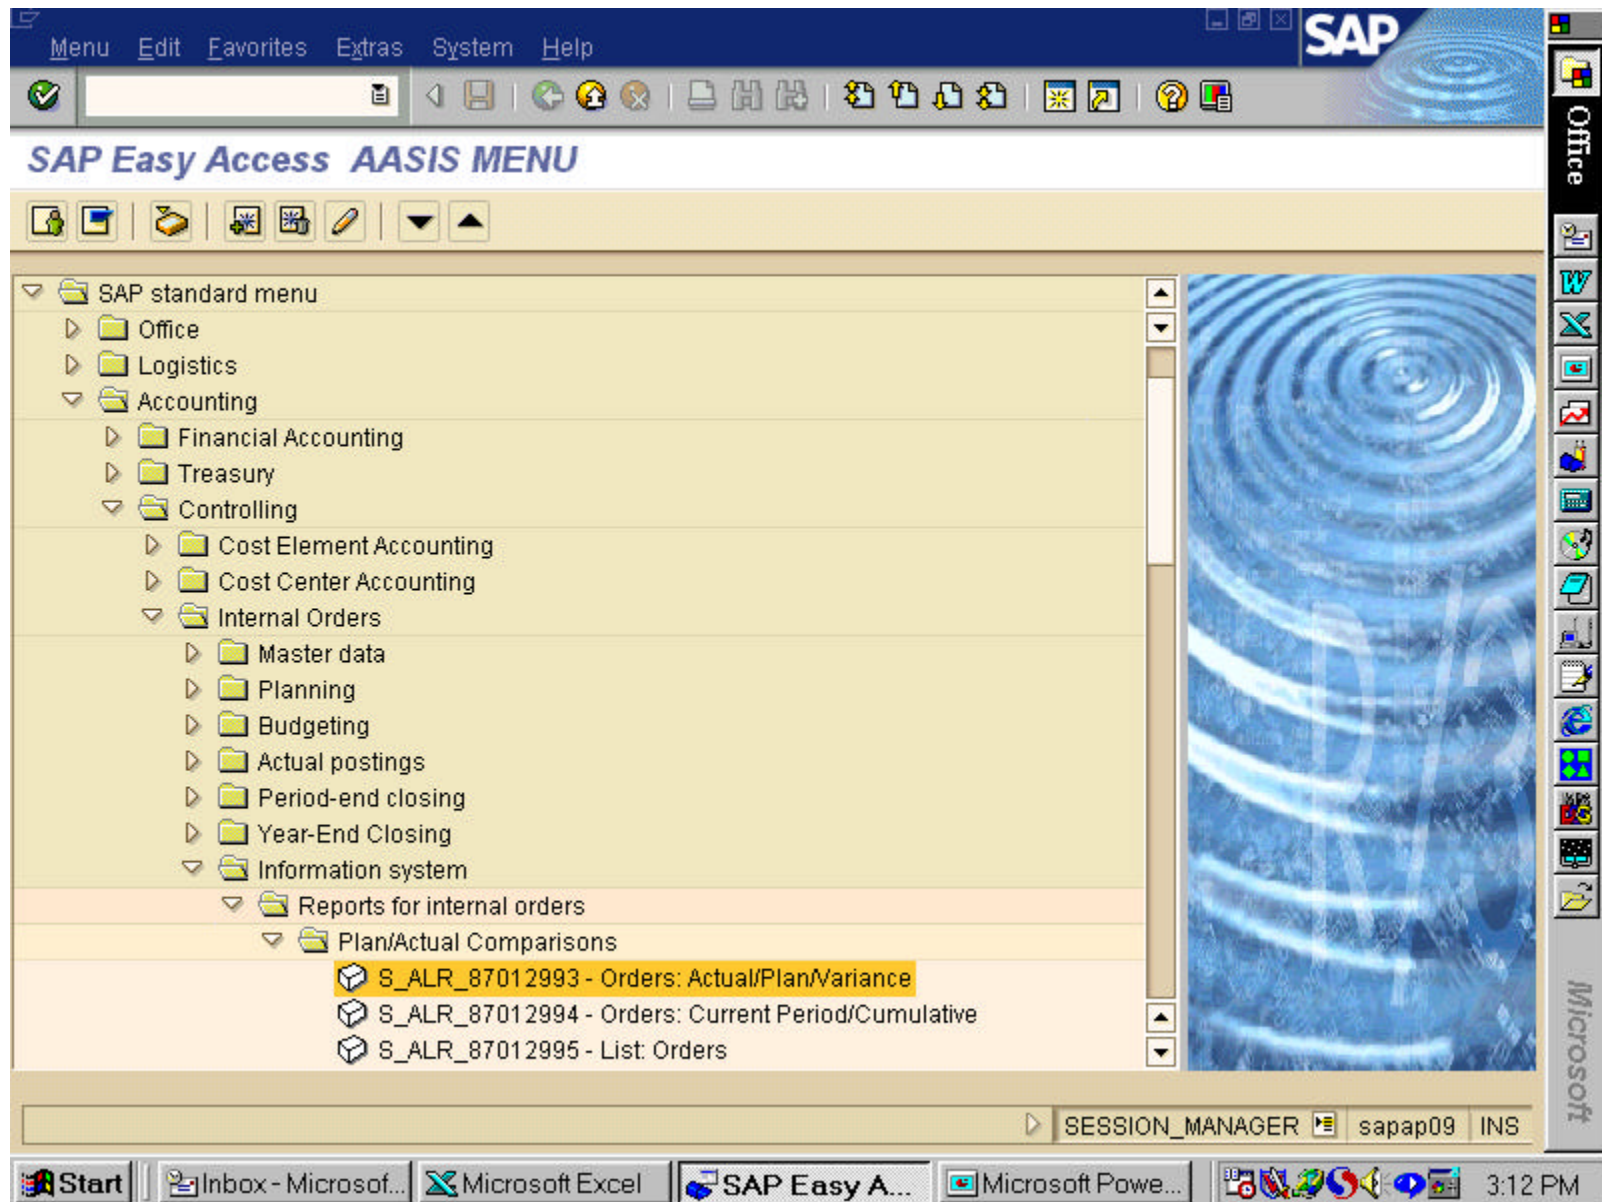 Menu Edit Favorites Extras System Help
SAP
SAP Easy Access AASIS MENU
SAP standard menu
Office
Logistics
Accounting
Financial Accounting
Treasury
Controlling
Cost Element Accounting
Cost Center Accounting
Internal Orders
Master data
Planning
Budgeting
Actual postings
Period-end closing
Year-End Closing
Information system
Reports for internal orders
Plan/Actual Comparisons
S_ALR_87012993 - Orders: Actual/Plan/Variance
S_ALR_87012994 - Orders: Current Period/Cumulative
S_ALR_87012995 - List: Orders
SESSION_MANAGER sapap09 INS
Office
Microsoft
Start Inbox - Microsof... Microsoft Excel SAP Easy A... Microsoft Powe... 3:12 PM